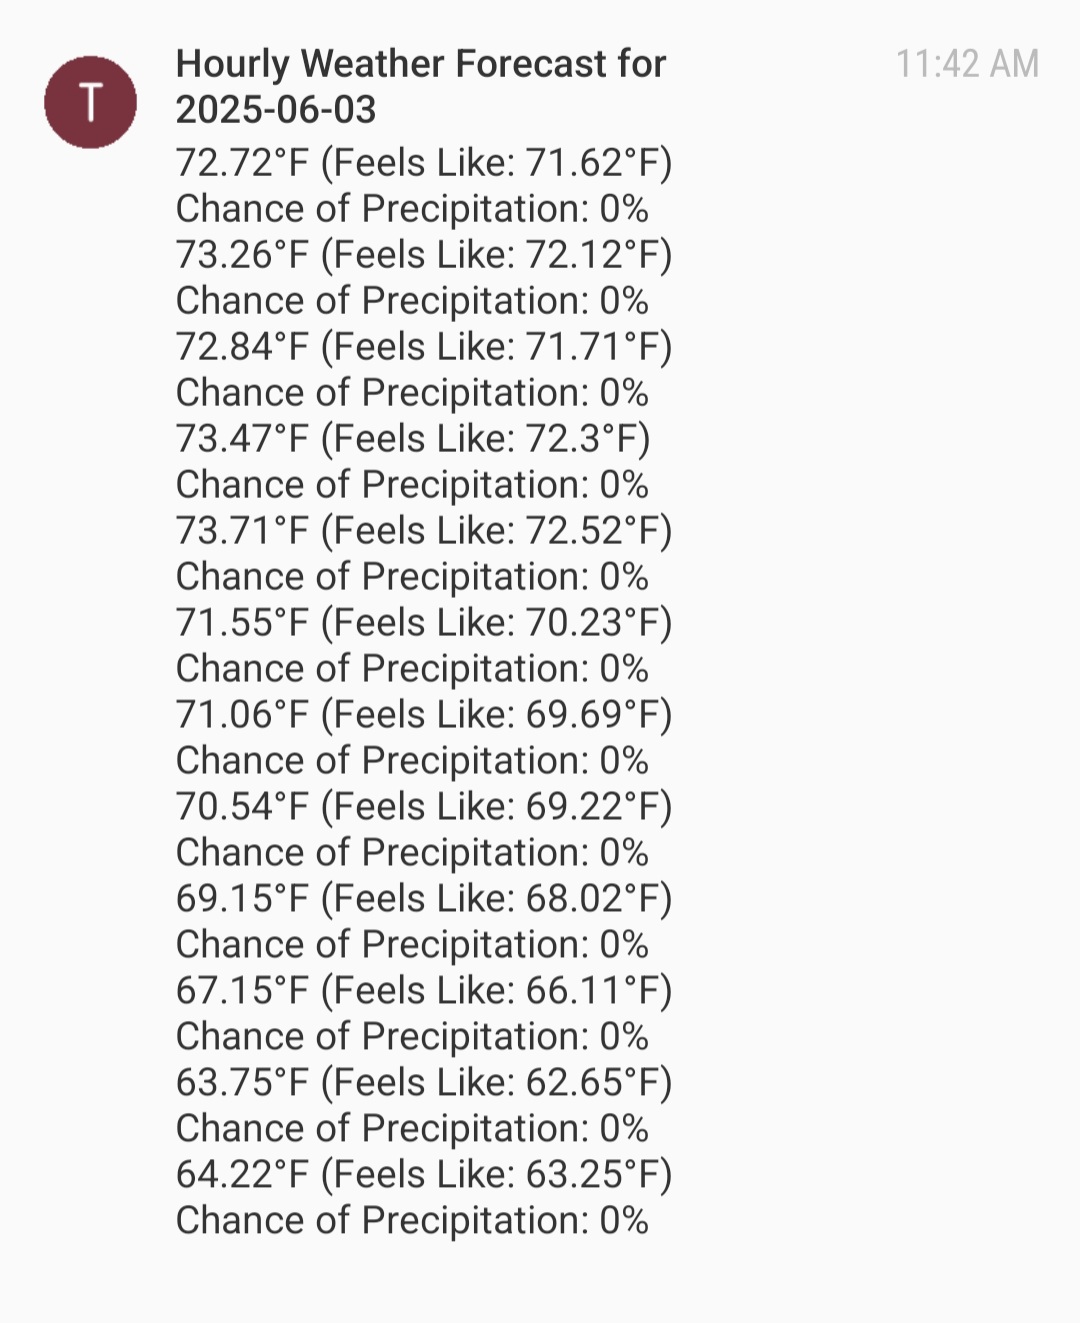 T
Hourly Weather Forecast for
2025-06-03
11:42 AM
72.72°F (Feels Like: 71.62°F)
Chance of Precipitation: 0%
73.26°F (Feels Like: 72.12°F)
Chance of Precipitation: 0%
72.84°F (Feels Like: 71.71°F)
Chance of Precipitation: 0%
73.47°F (Feels Like: 72.3°F)
Chance of Precipitation: 0%
73.71°F (Feels Like: 72.52°F)
Chance of Precipitation: 0%
71.55°F (Feels Like: 70.23°F)
Chance of Precipitation: 0%
71.06°F (Feels Like: 69.69°F)
Chance of Precipitation: 0%
70.54°F (Feels Like: 69.22°F)
Chance of Precipitation: 0%
69.15°F (Feels Like: 68.02°F)
Chance of Precipitation: 0%
67.15°F (Feels Like: 66.11°F)
Chance of Precipitation: 0%
63.75°F (Feels Like: 62.65°F)
Chance of Precipitation: 0%
64.22°F (Feels Like: 63.25°F)
Chance of Precipitation: 0%